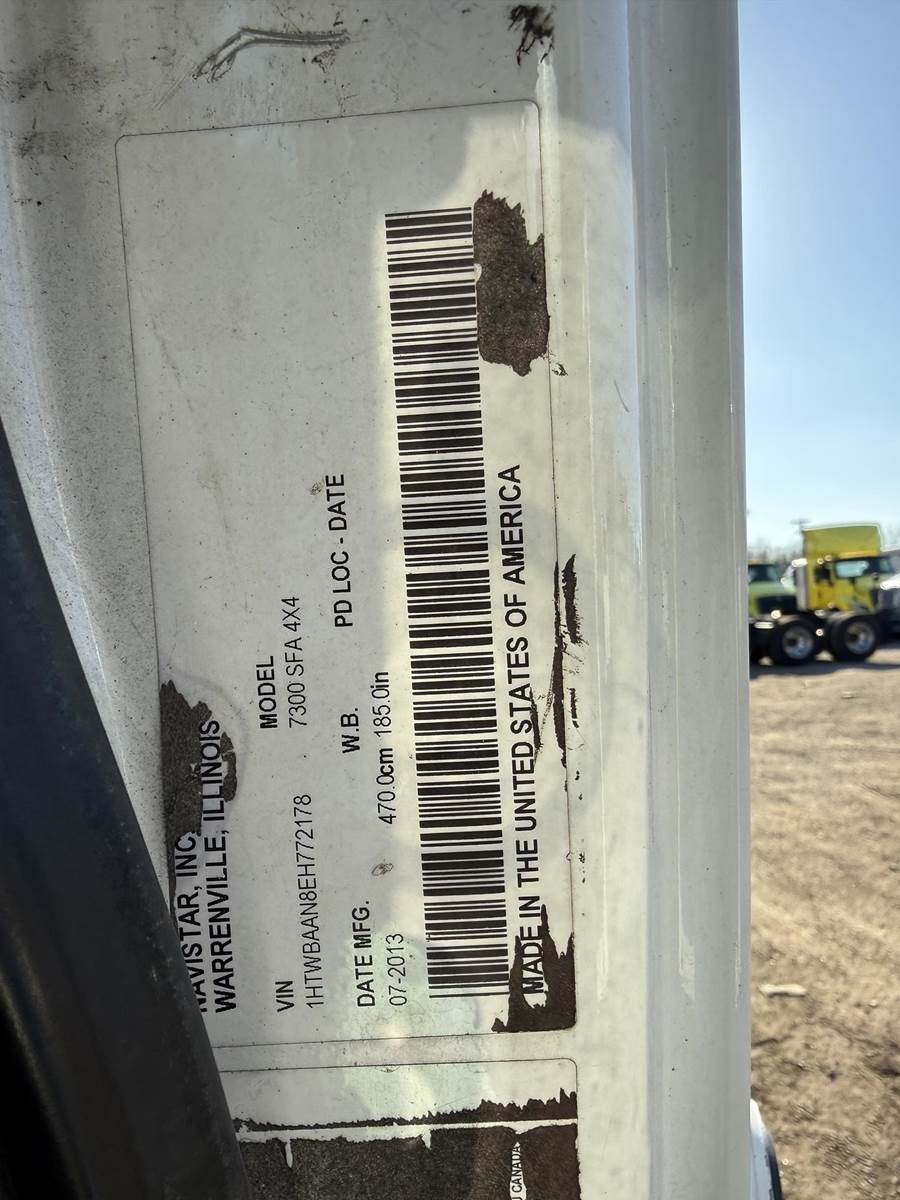 NAVISTAR, INC
WARRENVILLE, ILLINOIS
VIN MODEL
1HTWBAAN8EH772178 7300 SFA 4X4
DATE MFG. W.B. PD LOC - DATE
07-2013 470.0cm 185.0in
MADE IN THE UNITED STATES OF AMERICA
CANADA